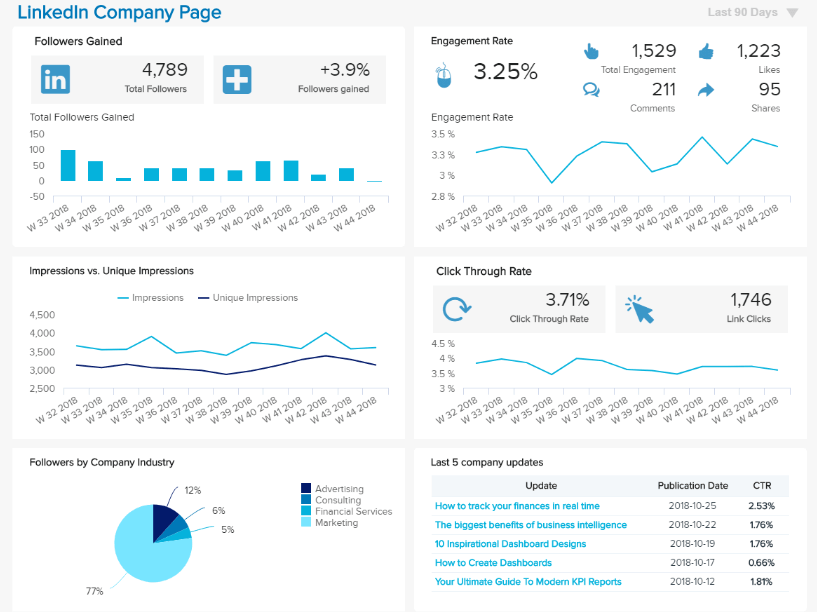 LinkedIn Company Page
Last 90 Days
Followers Gained
in
4,789
Total Followers
+3.9%
Followers gained
Total Followers Gained
150
100
50
0
-50
W 33 2018
W 34 2018
W 35 2018
W 36 2018
W 37 2018
W 38 2018
W 39 2018
W 40 2018
W 41 2018
W 42 2018
W 43 2018
W 44 2018
Engagement Rate
3.25%
1,529
Total Engagement
1,223
Likes
211
Comments
95
Shares
Engagement Rate
3.5 %
3.3 %
3 %
2.8 %
W 32 2018
W 33 2018
W 34 2018
W 35 2018
W 36 2018
W 37 2018
W 38 2018
W 39 2018
W 40 2018
W 41 2018
W 42 2018
W 43 2018
W 44 2018
Impressions vs. Unique Impressions
Impressions
Unique Impressions
4,500
4,000
3,500
3,000
2,500
W 32 2018
W 33 2018
W 34 2018
W 35 2018
W 36 2018
W 37 2018
W 38 2018
W 39 2018
W 40 2018
W 41 2018
W 42 2018
W 43 2018
W 44 2018
Click Through Rate
3.71%
Click Through Rate
1,746
Link Clicks
4.5 %
4 %
3.5 %
3 %
W 32 2018
W 33 2018
W 34 2018
W 35 2018
W 36 2018
W 37 2018
W 38 2018
W 39 2018
W 40 2018
W 41 2018
W 42 2018
W 43 2018
W 44 2018
Followers by Company Industry
12%
6%
5%
77%
Advertising
Consulting
Financial Services
Marketing
Last 5 company updates
Update Publication Date CTR
How to track your finances in real time 2018-10-25 2.53%
The biggest benefits of business intelligence 2018-10-22 1.76%
10 Inspirational Dashboard Designs 2018-10-19 1.76%
How to Create Dashboards 2018-10-17 0.66%
Your Ultimate Guide To Modern KPI Reports 2018-10-12 1.81%